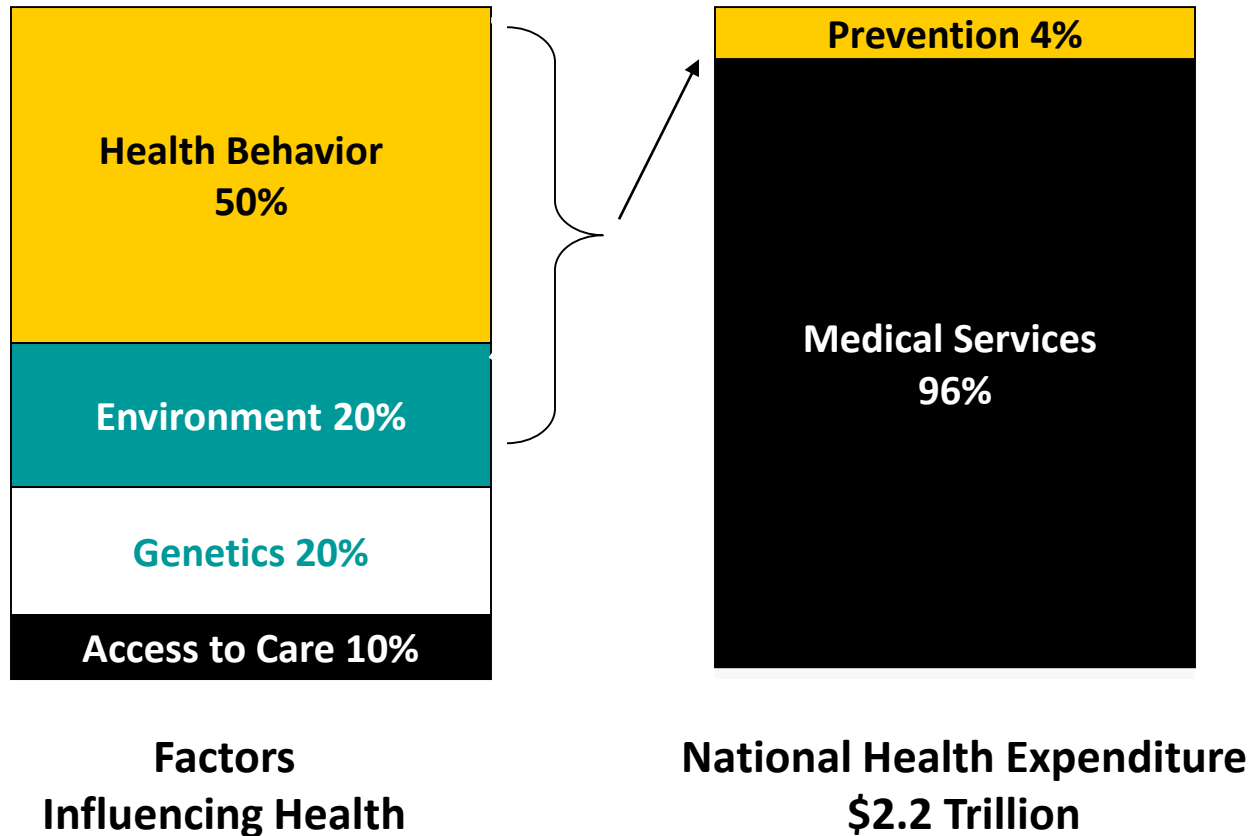 Health Behavior
50%
Environment 20%
Genetics 20%
Access to Care 10%
Factors
Influencing Health
Prevention 4%
Medical Services
96%
National Health Expenditure
$2.2 Trillion